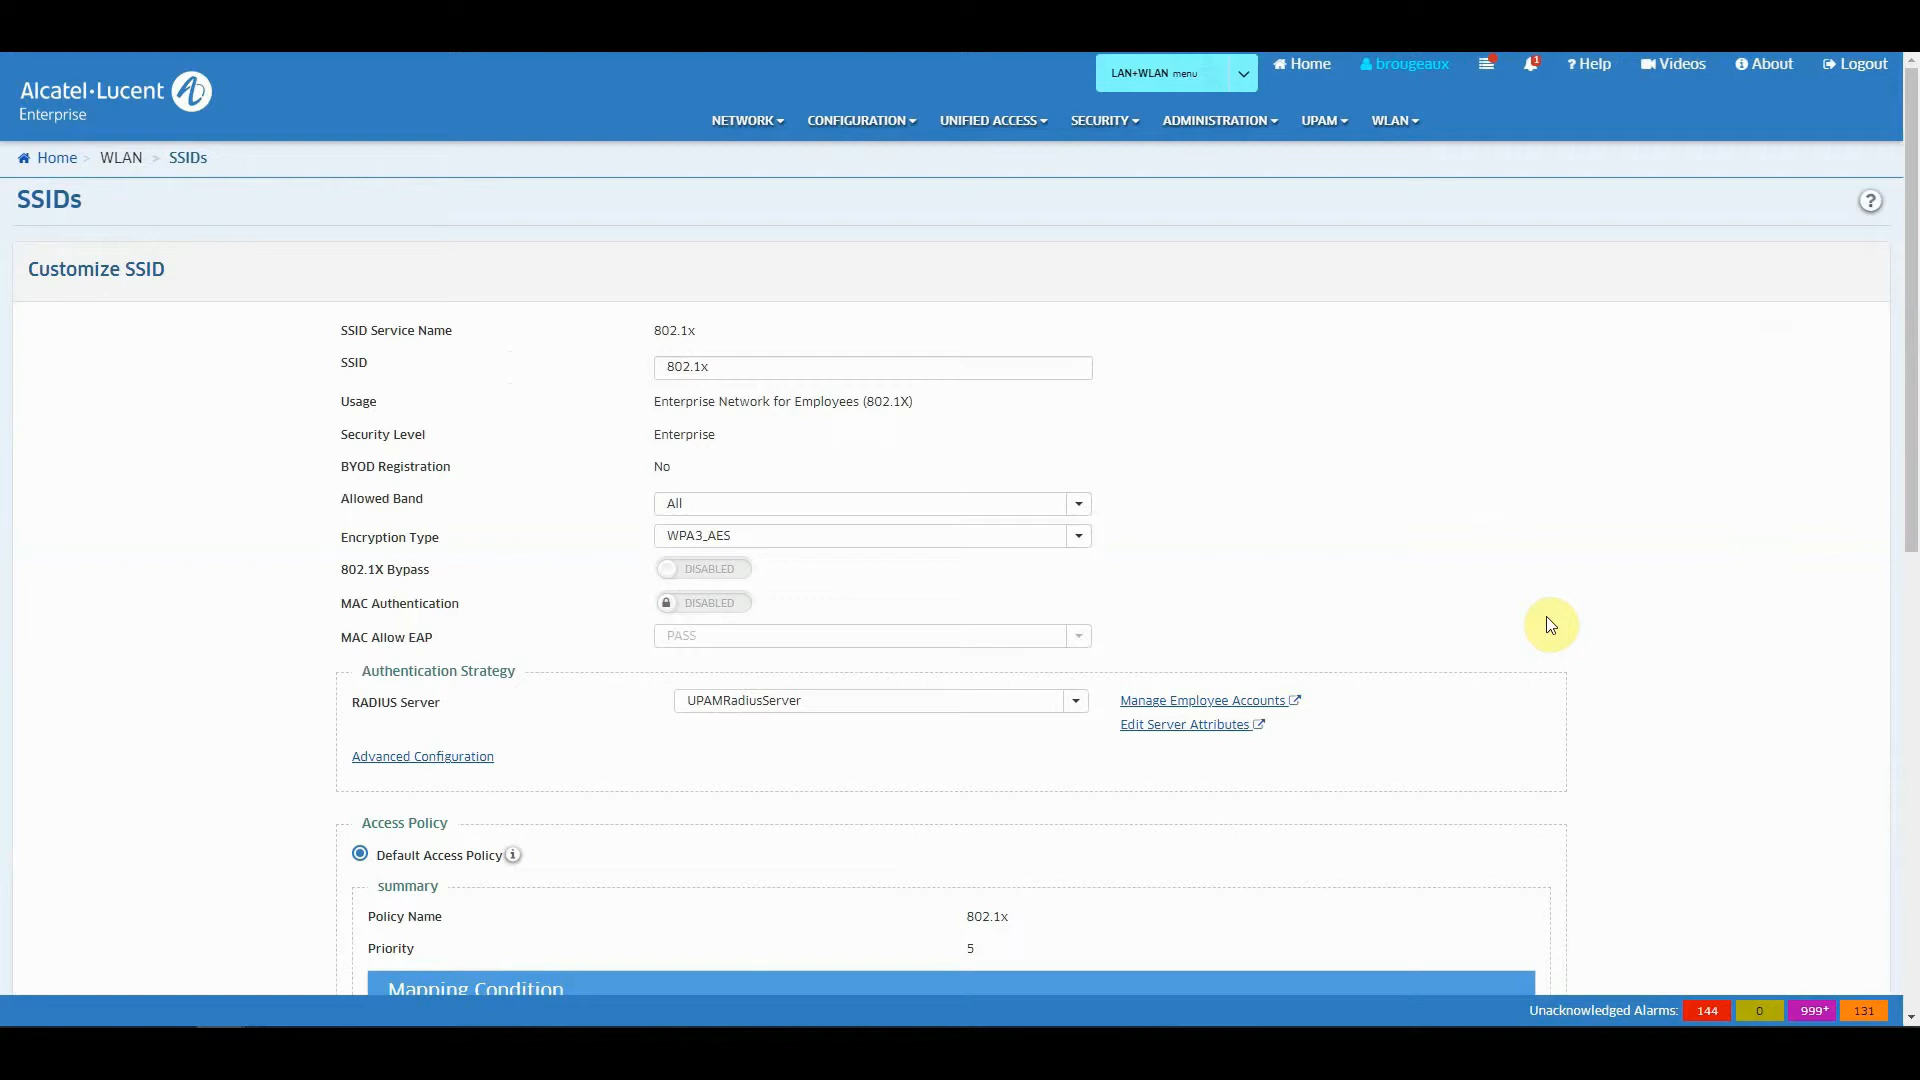 LAN+WLAN menu
Home
brougeaux
1
? Help
Videos
About
Logout
Alcatel·Lucent
Enterprise
NETWORK
CONFIGURATION
UNIFIED ACCESS
SECURITY
ADMINISTRATION
UPAM
WLAN
Home > WLAN > SSIDs
SSIDs
?
Customize SSID
SSID Service Name 802.1x
SSID 802.1x
Usage Enterprise Network for Employees (802.1X)
Security Level Enterprise
BYOD Registration No
Allowed Band All
Encryption Type WPA3_AES
802.1X Bypass DISABLED
MAC Authentication DISABLED
MAC Allow EAP PASS
Authentication Strategy
RADIUS Server UPAMRadiusServer Manage Employee Accounts
Edit Server Attributes
Advanced Configuration
Access Policy
Default Access Policy
summary
Policy Name 802.1x
Priority 5
Mapping Condition
Unacknowledged Alarms: 144 0 999+ 131